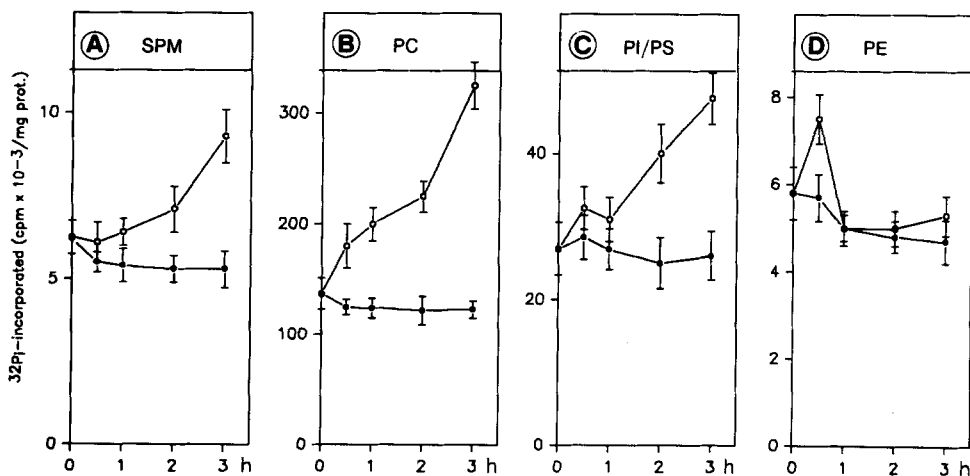 A SPM
B PC
C PI/PS
D PE
32Pi-incorporated (cpm x 10-3/mg prot.)
10
5
0
300
200
100
0
40
20
0
8
6
4
2
0
0 1 2 3 h
0 1 2 3 h
0 1 2 3 h
0 1 2 3 h